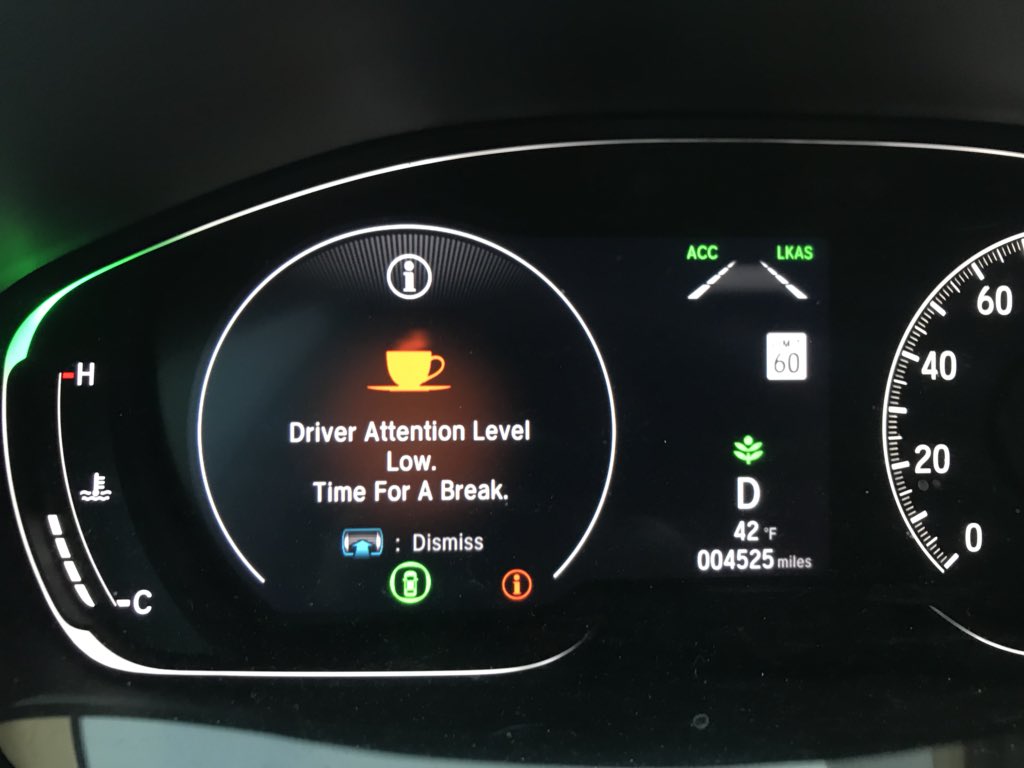 ACC LKAS
H
60
M
60
40
Driver Attention Level
Low.
Time For A Break.
20
D
: Dismiss
42 °F
0
004525 miles
C